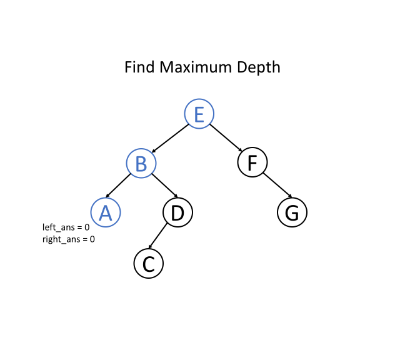 Find Maximum Depth
E
B
F
A
D
G
left_ans = 0
right_ans = 0
C